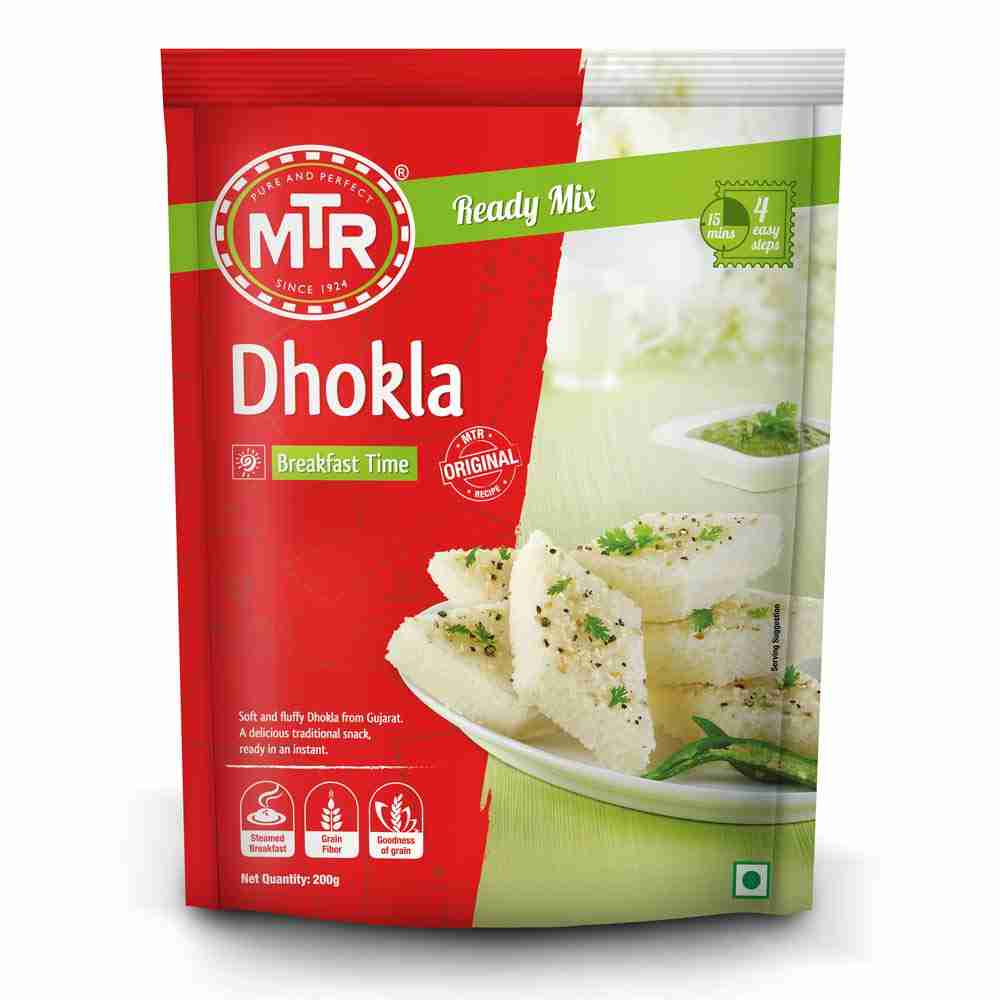 PURE AND PERFECT
MTR
SINCE 1924
®
Ready Mix
15
mins
4
easy
steps
Dhokla
Breakfast Time
MTR
ORIGINAL
RECIPE
Serving Suggestion
Soft and fluffy Dhokla from Gujarat.
A delicious traditional snack,
ready in an instant.
Steamed
Breakfast
Grain
Fiber
Goodness
of grain
Net Quantity: 200g